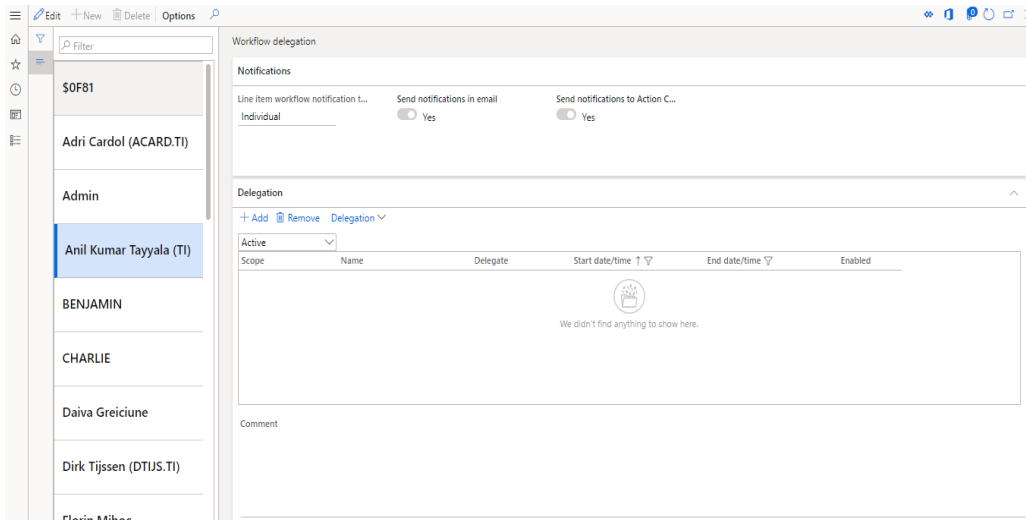 Edit New Delete Options
Filter
$0F81
Adri Cardol (ACARD.TI)
Admin
Anil Kumar Tayyala (TI)
BENJAMIN
CHARLIE
Daiva Greiciune
Dirk Tijssen (DTIJS.TI)
Workflow delegation
Notifications
Line item workflow notification t... Send notifications in email Send notifications to Action C...
Individual Yes Yes
Delegation
Add Remove Delegation
Active
Scope Name Delegate Start date/time ↑ End date/time Enabled
We didn't find anything to show here.
Comment
0